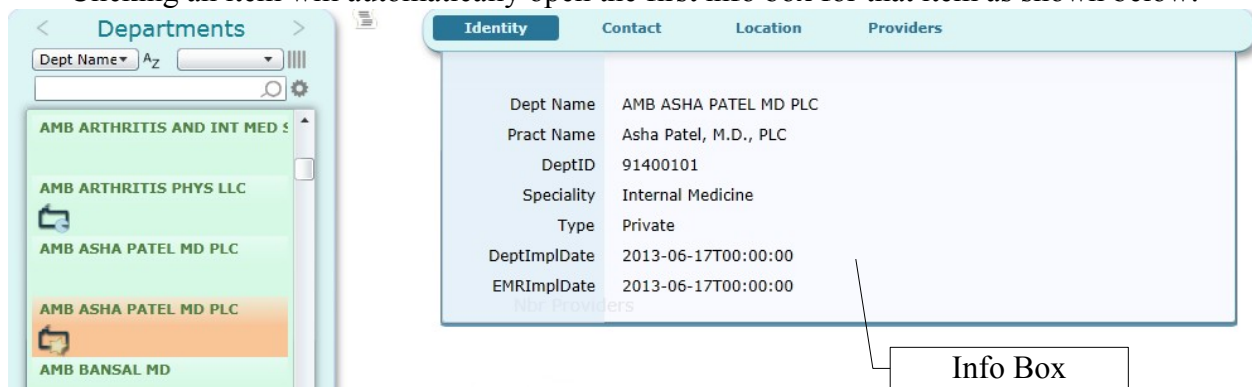 Clicking an item will automatically open the first info box for that item as shown below:
< Departments >
Dept Name AZ
AMB ARTHRITIS AND INT MED S
AMB ARTHRITIS PHYS LLC
AMB ASHA PATEL MD PLC
AMB ASHA PATEL MD PLC
AMB BANSAL MD
Identity Contact Location Providers
Dept Name AMB ASHA PATEL MD PLC
Pract Name Asha Patel, M.D., PLC
DeptID 91400101
Speciality Internal Medicine
Type Private
DeptImplDate 2013-06-17T00:00:00
EMRImplDate 2013-06-17T00:00:00
Nbr Providers
Info Box